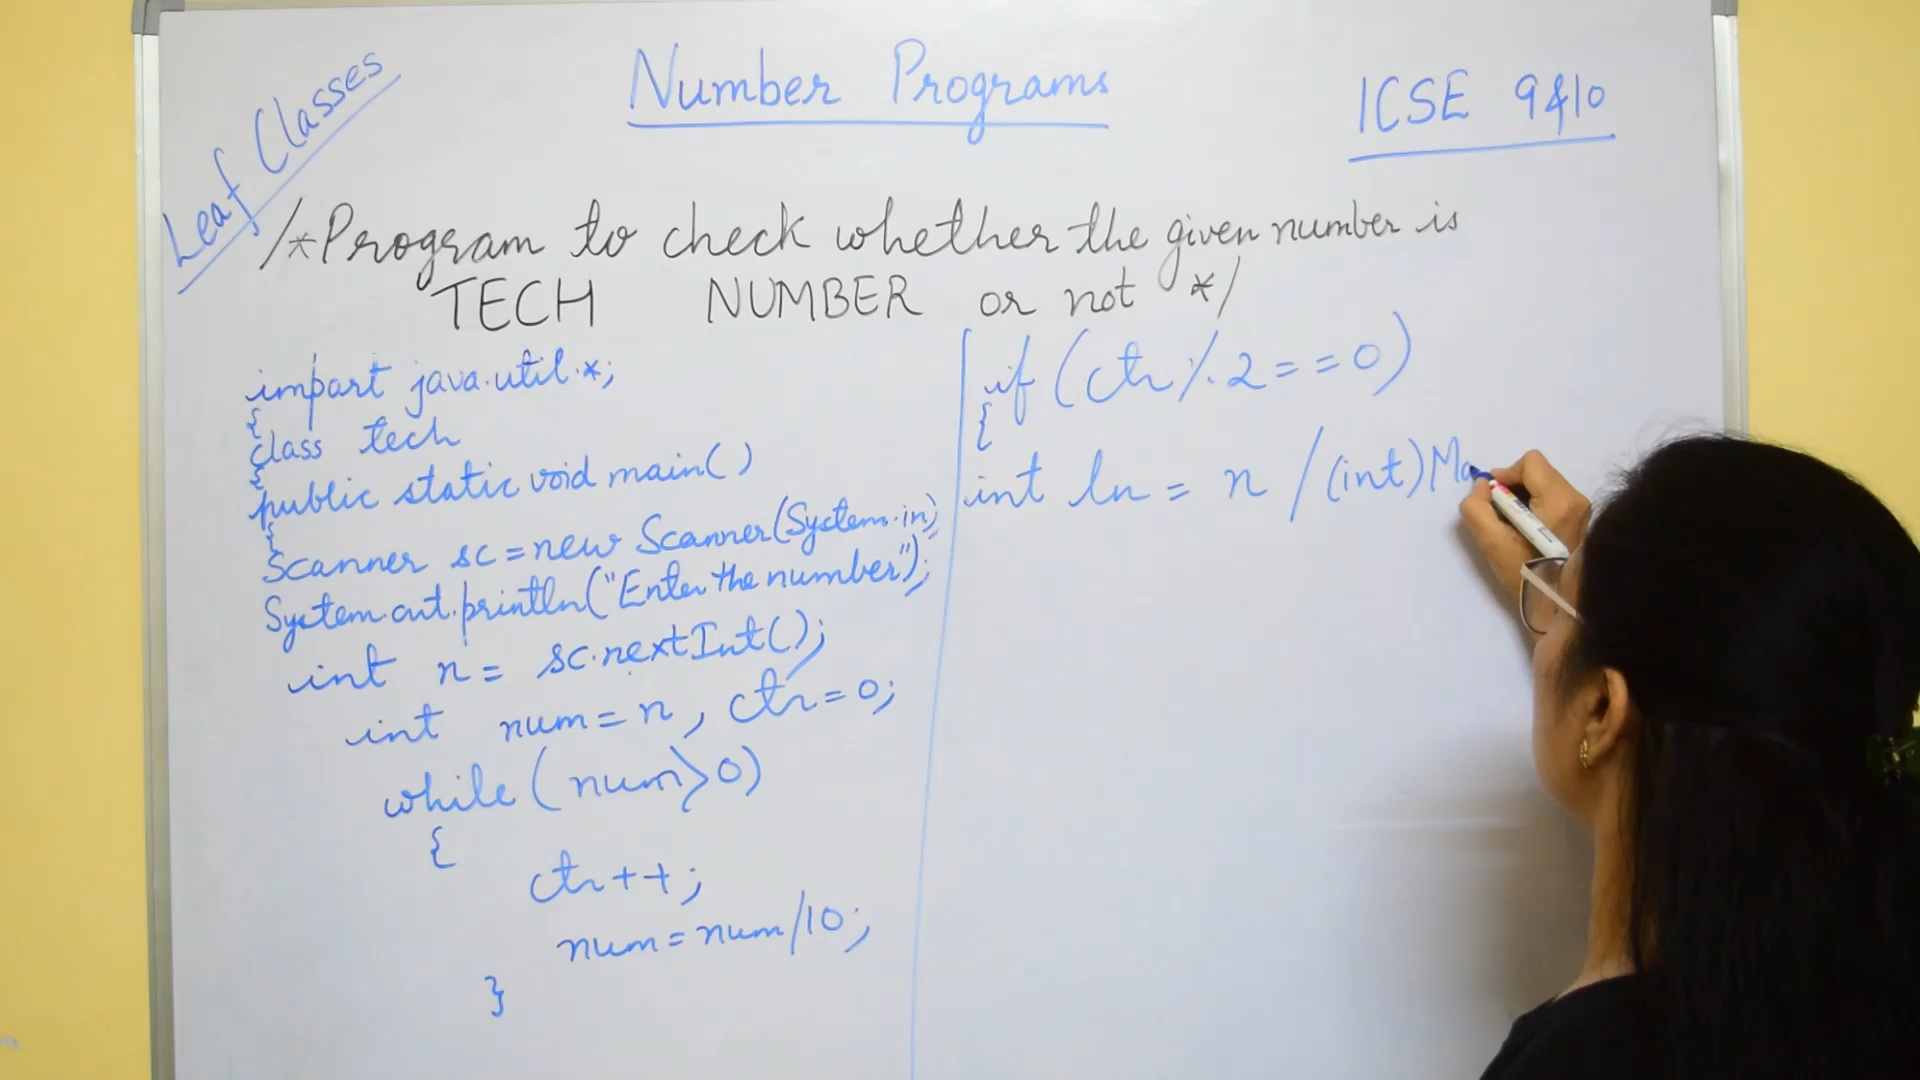 Leaf Classes
Number Programs
ICSE 9&10
/*Program to check whether the given number is
TECH NUMBER or not */
import java.util.*;
{
class tech
{
public static void main()
{
Scanner sc=new Scanner(System.in)
System.out.println("Enter the number");
int n= sc.nextInt();
int num=n, ctr=0;
while(num>0)
{
ctr++;
num=num/10;
}
if(ctr%2==0)
{
int ln= n/(int)Ma